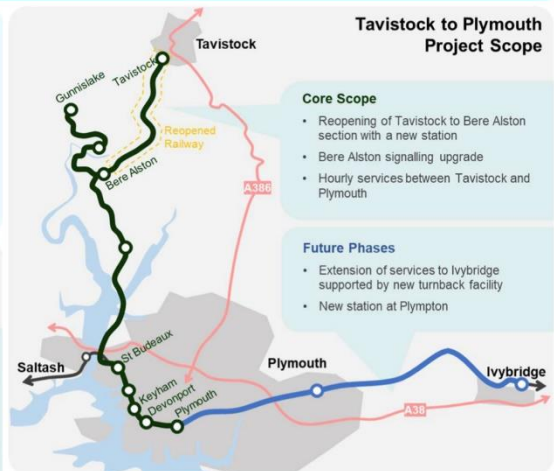 Tavistock to Plymouth
Project Scope
Tavistock
Tavistock
Gunnislake
Reopened
Railway
Bere Alston
A386
Core Scope
• Reopening of Tavistock to Bere Alston
section with a new station
• Bere Alston signalling upgrade
• Hourly services between Tavistock and
Plymouth
Future Phases
• Extension of services to Ivybridge
supported by new turnback facility
• New station at Plympton
Saltash
St Budeaux
Keyham
Devonport
Plymouth
Plymouth
Ivybridge
A38